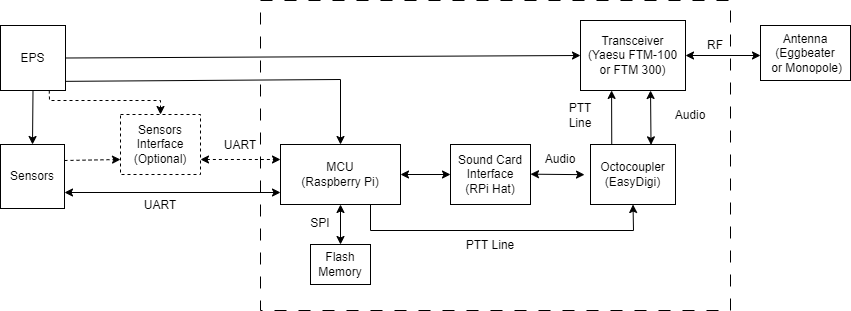 EPS
Transceiver
(Yaesu FTM-100
or FTM 300)
RF
Antenna
(Eggbeater
or Monopole)
PTT
Line
Audio
Sensors
Interface
(Optional)
UART
Sensors
MCU
(Raspberry Pi)
Sound Card
Interface
(RPi Hat)
Audio
Octocoupler
(EasyDigi)
UART
SPI
PTT Line
Flash
Memory